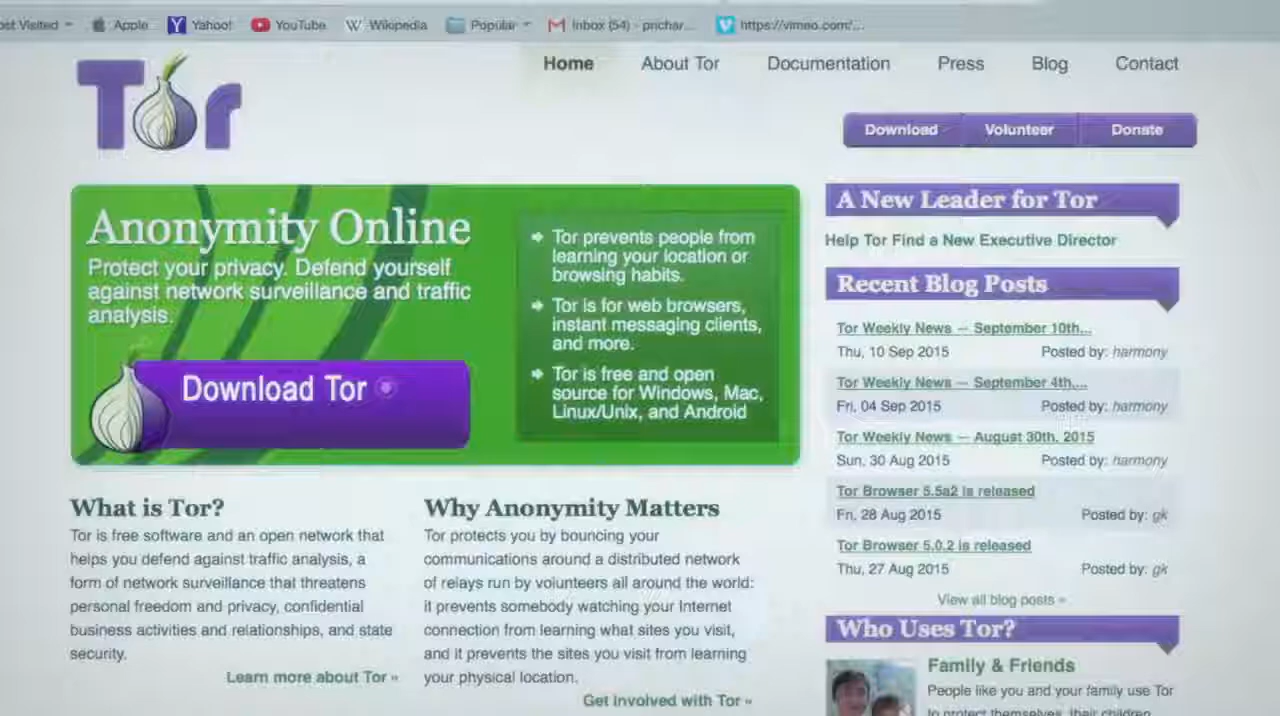 ost Visited
Apple
Yahoo!
YouTube
Wikipedia
Popular
Inbox (54) - prichar...
https://vimeo.com/...
Tor
Home
About Tor
Documentation
Press
Blog
Contact
Download
Volunteer
Donate
Anonymity Online
Protect your privacy. Defend yourself
against network surveillance and traffic
analysis.
Download Tor
Tor prevents people from
learning your location or
browsing habits.
Tor is for web browsers,
instant messaging clients,
and more.
Tor is free and open
source for Windows, Mac,
Linux/Unix, and Android
What is Tor?
Tor is free software and an open network that
helps you defend against traffic analysis, a
form of network surveillance that threatens
personal freedom and privacy, confidential
business activities and relationships, and state
security.
Learn more about Tor »
Why Anonymity Matters
Tor protects you by bouncing your
communications around a distributed network
of relays run by volunteers all around the world:
it prevents somebody watching your Internet
connection from learning what sites you visit,
and it prevents the sites you visit from learning
your physical location.
Get involved with Tor »
A New Leader for Tor
Help Tor Find a New Executive Director
Recent Blog Posts
Tor Weekly News — September 10th...
Thu, 10 Sep 2015 Posted by: harmony
Tor Weekly News — September 4th,...
Fri, 04 Sep 2015 Posted by: harmony
Tor Weekly News — August 30th, 2015
Sun, 30 Aug 2015 Posted by: harmony
Tor Browser 5.5a2 is released
Fri, 28 Aug 2015 Posted by: gk
Tor Browser 5.0.2 is released
Thu, 27 Aug 2015 Posted by: gk
View all blog posts »
Who Uses Tor?
Family & Friends
People like you and your family use Tor
to protect themselves, their children,